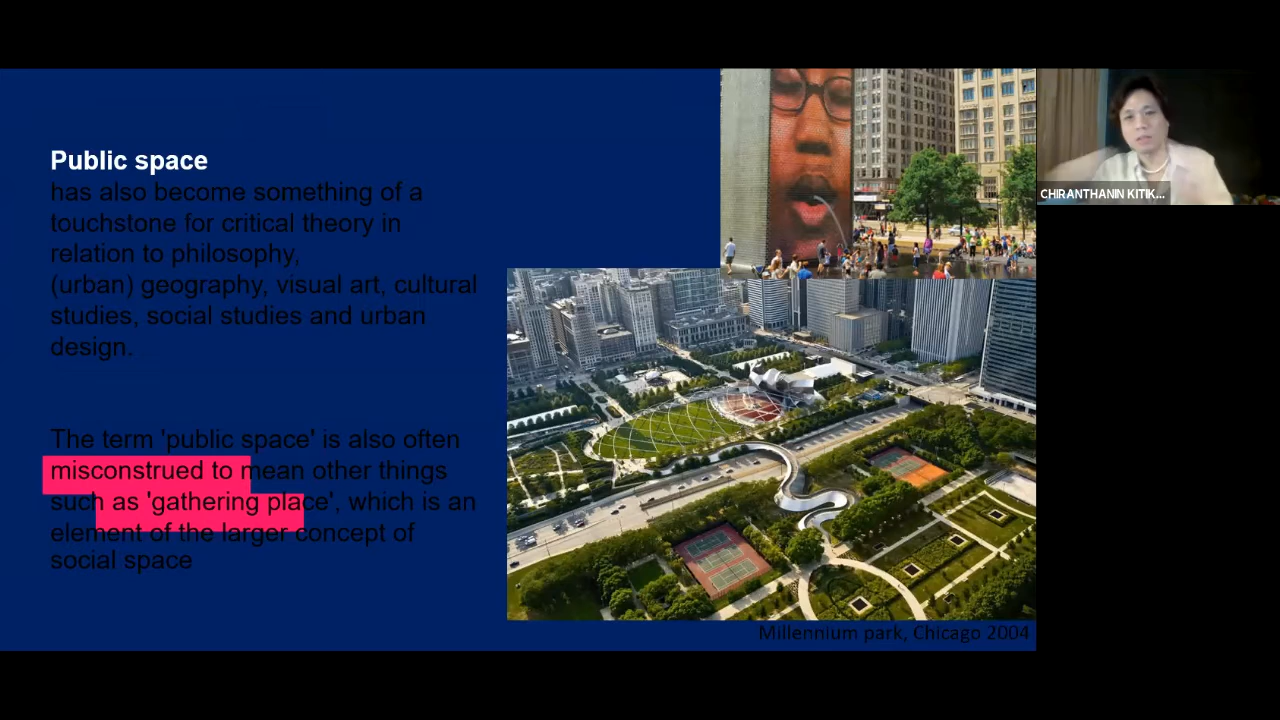 Public space
has also become something of a
touchstone for critical theory in
relation to philosophy,
(urban) geography, visual art, cultural
studies, social studies and urban
design.
The term 'public space' is also often
misconstrued to mean other things
such as 'gathering place', which is an
element of the larger concept of
social space
Millennium park, Chicago 2004
CHIRANTHANIN KITIK...